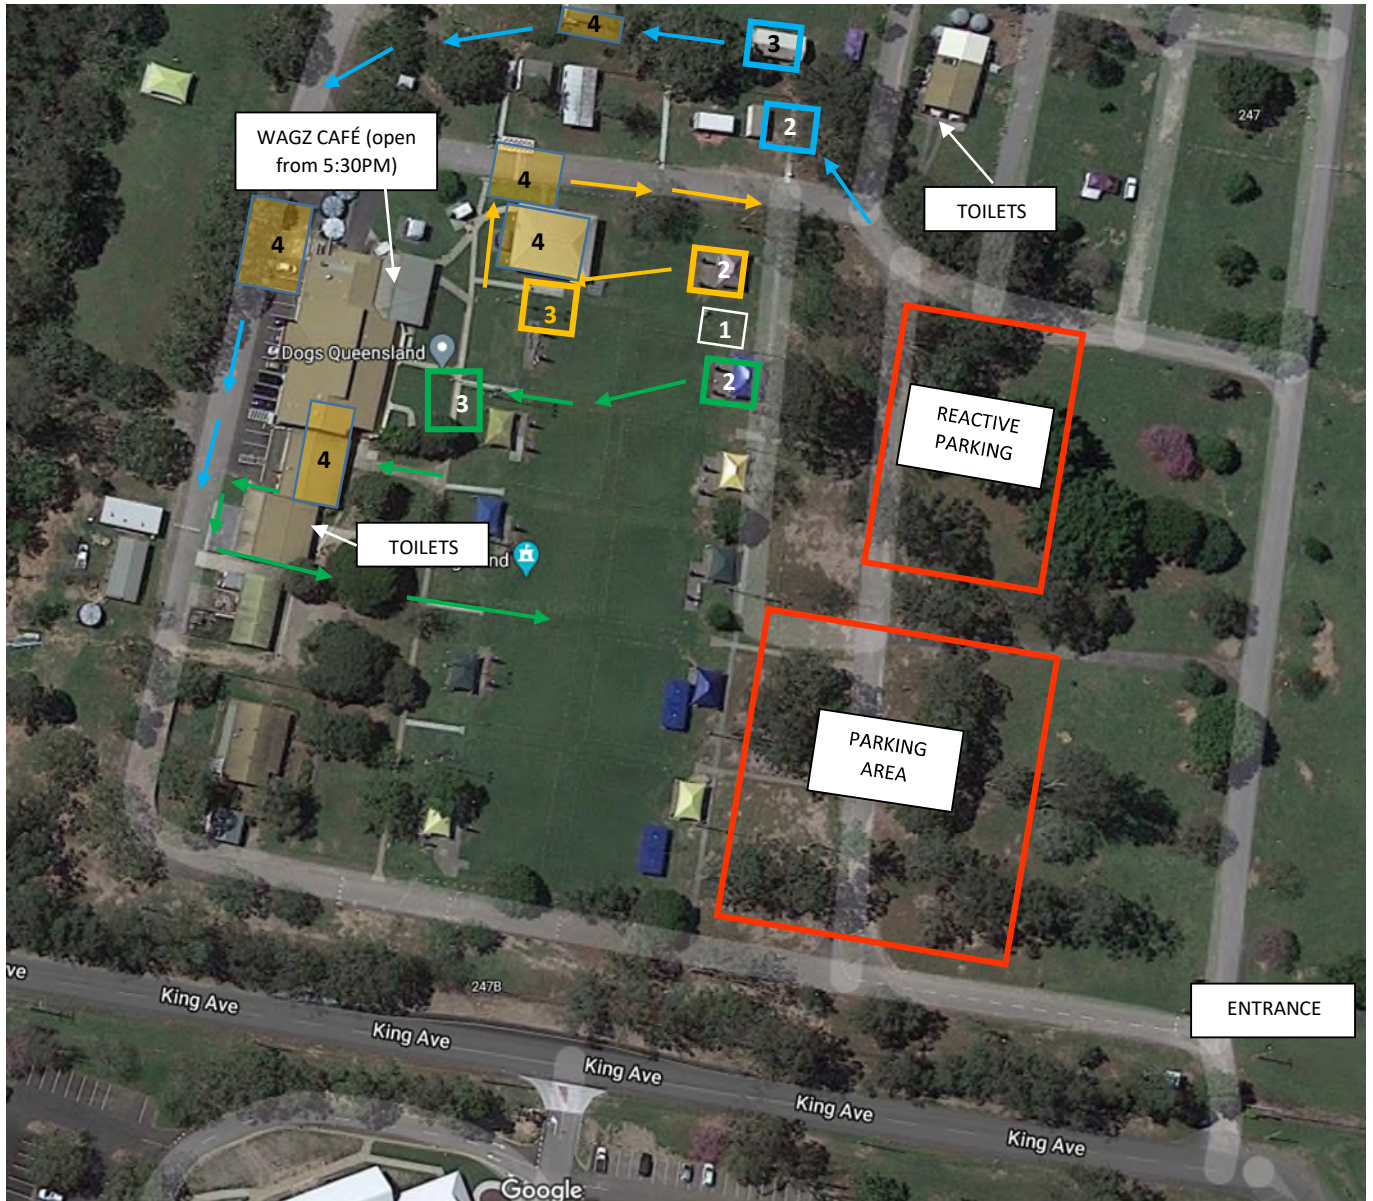 4
3
2
WAGZ CAFÉ (open
from 5:30PM)
247
TOILETS
4
4
4
2
3
1
Dogs Queensland
2
3
REACTIVE
PARKING
4
TOILETS
nd
PARKING
AREA
ENTRANCE
247B
ve
King Ave
King Ave
King Ave
King Ave
King Ave
Google